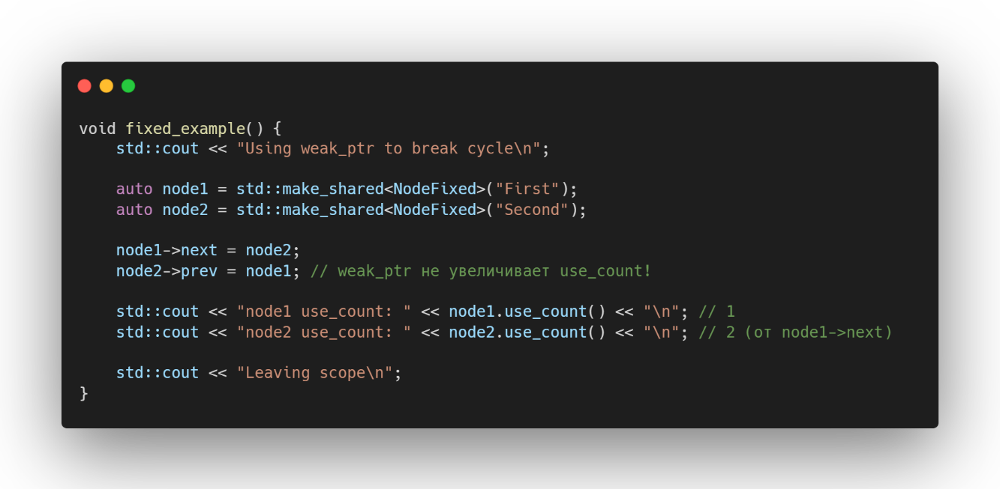 void fixed_example() {
    std::cout << "Using weak_ptr to break cycle\n";

    auto node1 = std::make_shared<NodeFixed>("First");
    auto node2 = std::make_shared<NodeFixed>("Second");

    node1->next = node2;
    node2->prev = node1; // weak_ptr не увеличивает use_count!

    std::cout << "node1 use_count: " << node1.use_count() << "\n"; // 1
    std::cout << "node2 use_count: " << node2.use_count() << "\n"; // 2 (от node1->next)

    std::cout << "Leaving scope\n";
}